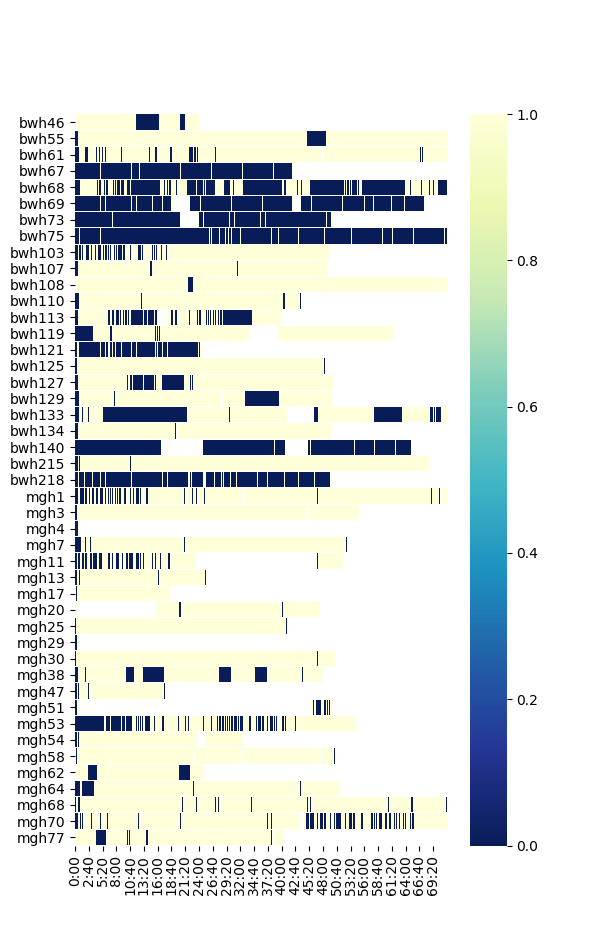 bwh46
bwh55
bwh61
bwh67
bwh68
bwh69
bwh73
bwh75
bwh103
bwh107
bwh108
bwh110
bwh113
bwh119
bwh121
bwh125
bwh127
bwh129
bwh133
bwh134
bwh140
bwh215
bwh218
mgh1
mgh3
mgh4
mgh7
mgh11
mgh13
mgh17
mgh20
mgh25
mgh29
mgh30
mgh38
mgh47
mgh51
mgh53
mgh54
mgh58
mgh62
mgh64
mgh68
mgh70
mgh77
0:00
2:40
5:20
8:00
10:40
13:20
16:00
18:40
21:20
24:00
26:40
29:20
32:00
34:40
37:20
40:00
42:40
45:20
48:00
50:40
53:20
56:00
58:40
61:20
64:00
66:40
69:20
1.0
0.8
0.6
0.4
0.2
0.0